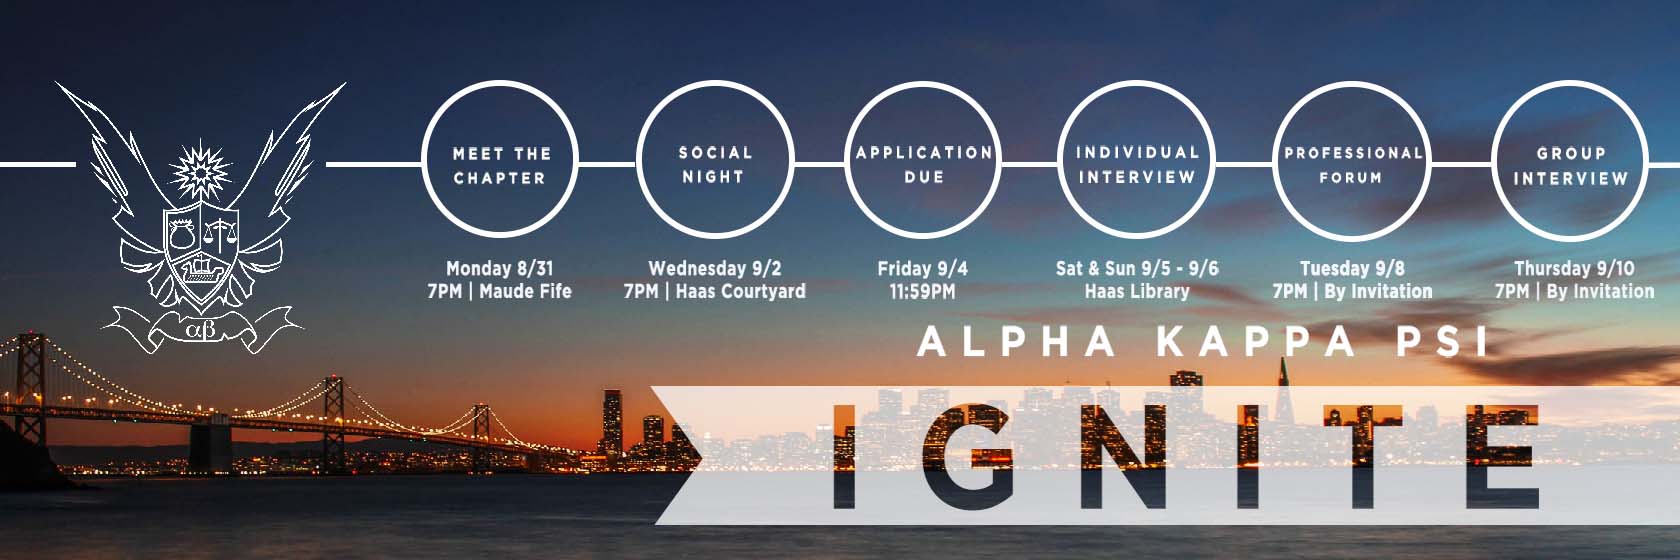 MEET THE
CHAPTER
Monday 8/31
7PM | Maude Fife
SOCIAL
NIGHT
Wednesday 9/2
7PM | Haas Courtyard
APPLICATION
DUE
Friday 9/4
11:59PM
INDIVIDUAL
INTERVIEW
Sat & Sun 9/5 - 9/6
Haas Library
PROFESSIONAL
FORUM
Tuesday 9/8
7PM | By Invitation
GROUP
INTERVIEW
Thursday 9/10
7PM | By Invitation
αβ
ALPHA KAPPA PSI
IGNITE